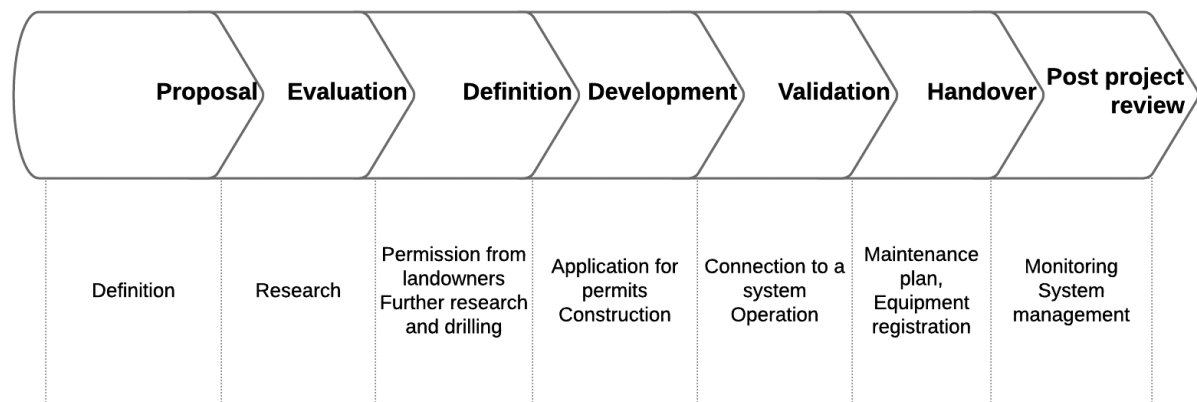 Proposal
Evaluation
Definition
Development
Validation
Handover
Post project
review
Definition
Research
Permission from
landowners
Further research
and drilling
Application for
permits
Construction
Connection to a
system
Operation
Maintenance
plan,
Equipment
registration
Monitoring
System
management